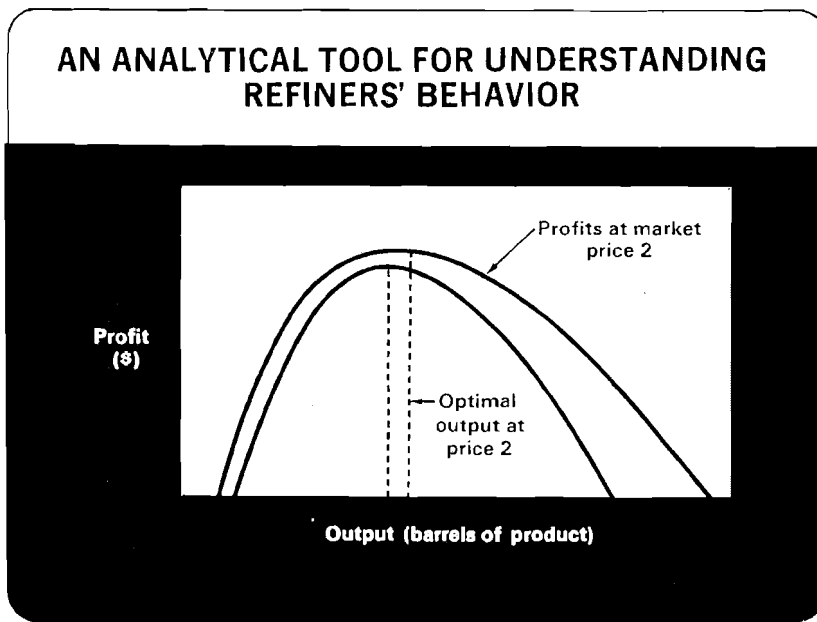 AN ANALYTICAL TOOL FOR UNDERSTANDING
REFINERS' BEHAVIOR
Profits at market
price 2
Profit
($)
Optimal
output at
price 2
Output (barrels of product)